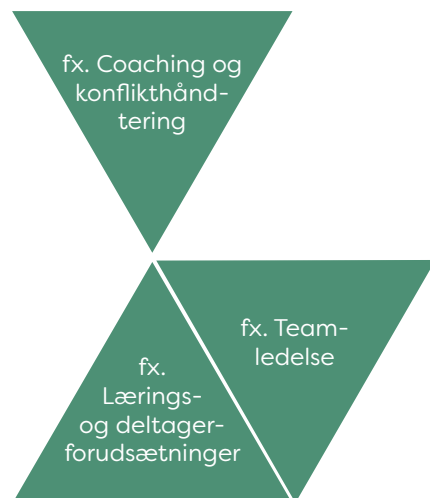 fx. Coaching og
konflikthånd-
tering
fx. Team-
ledelse
fx.
Lærings-
og deltager-
forudsætninger